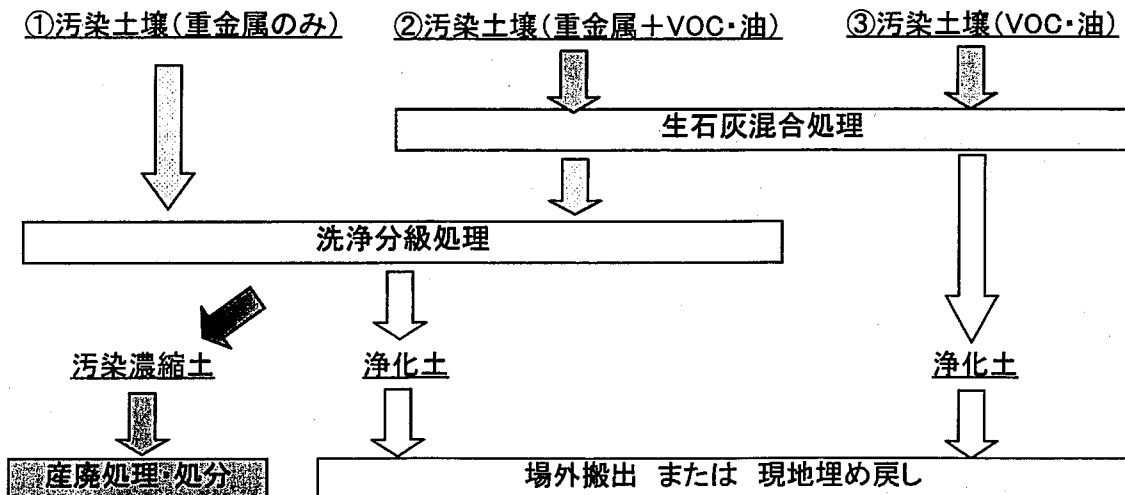 ①汚染土壌(重金属のみ) ②汚染土壌(重金属＋VOC・油) ③汚染土壌(VOC・油)
生石灰混合処理
洗浄分級処理
汚染濃縮土 浄化土 浄化土
産廃処理・処分 場外搬出 または 現地埋め戻し